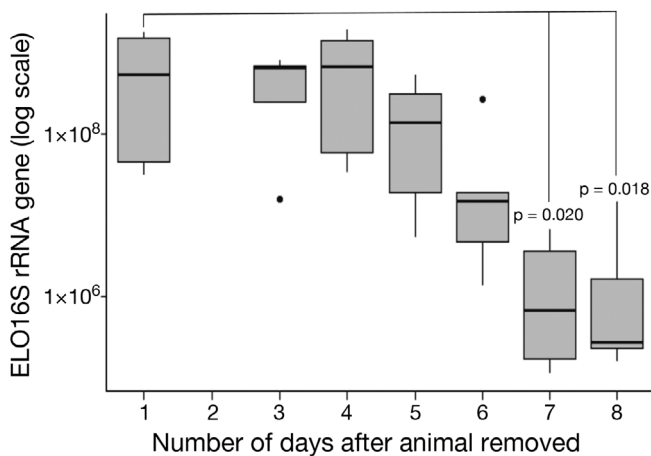 ELO16S rRNA gene (log scale)
1×10⁸
1×10⁶
p = 0.020
p = 0.018
1 2 3 4 5 6 7 8
Number of days after animal removed